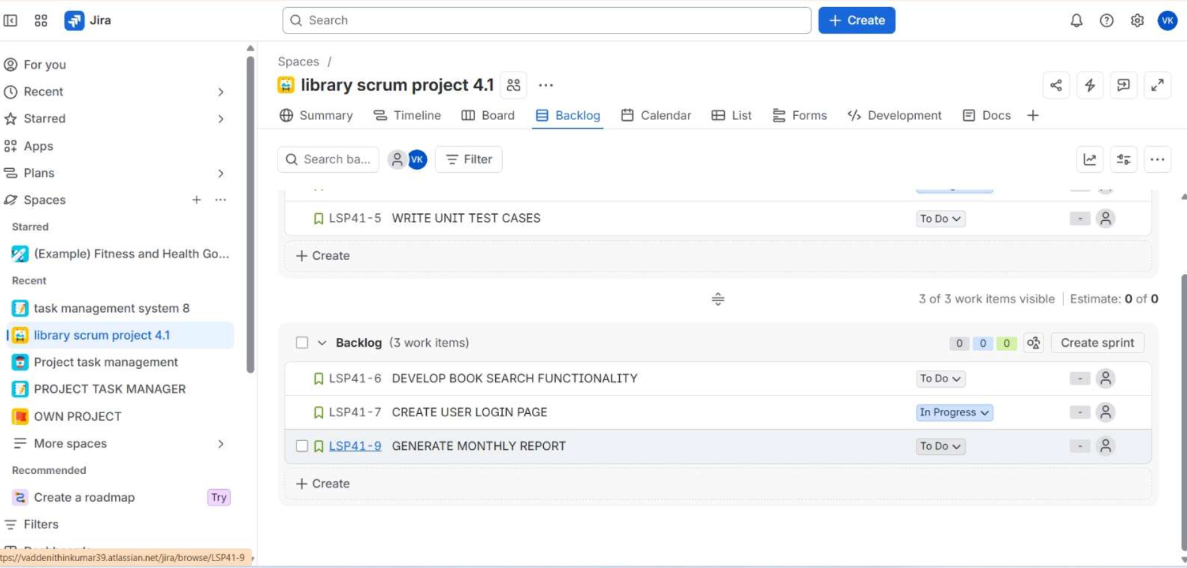 Jira
Search
+ Create
VK
For you
Recent
Starred
Apps
Plans
Spaces
Starred
(Example) Fitness and Health Go...
Recent
task management system 8
library scrum project 4.1
Project task management
PROJECT TASK MANAGER
OWN PROJECT
More spaces
Recommended
Create a roadmap Try
Filters
tps://vaddenithinkumar39.atlassian.net/jira/browse/LSP41-9
Spaces /
library scrum project 4.1
Summary Timeline Board Backlog Calendar List Forms Development Docs
Search ba... VK Filter
LSP41-5 WRITE UNIT TEST CASES To Do -
+ Create
3 of 3 work items visible Estimate: 0 of 0
Backlog (3 work items) 0 0 0 Create sprint
LSP41-6 DEVELOP BOOK SEARCH FUNCTIONALITY To Do -
LSP41-7 CREATE USER LOGIN PAGE In Progress -
LSP41-9 GENERATE MONTHLY REPORT To Do -
+ Create